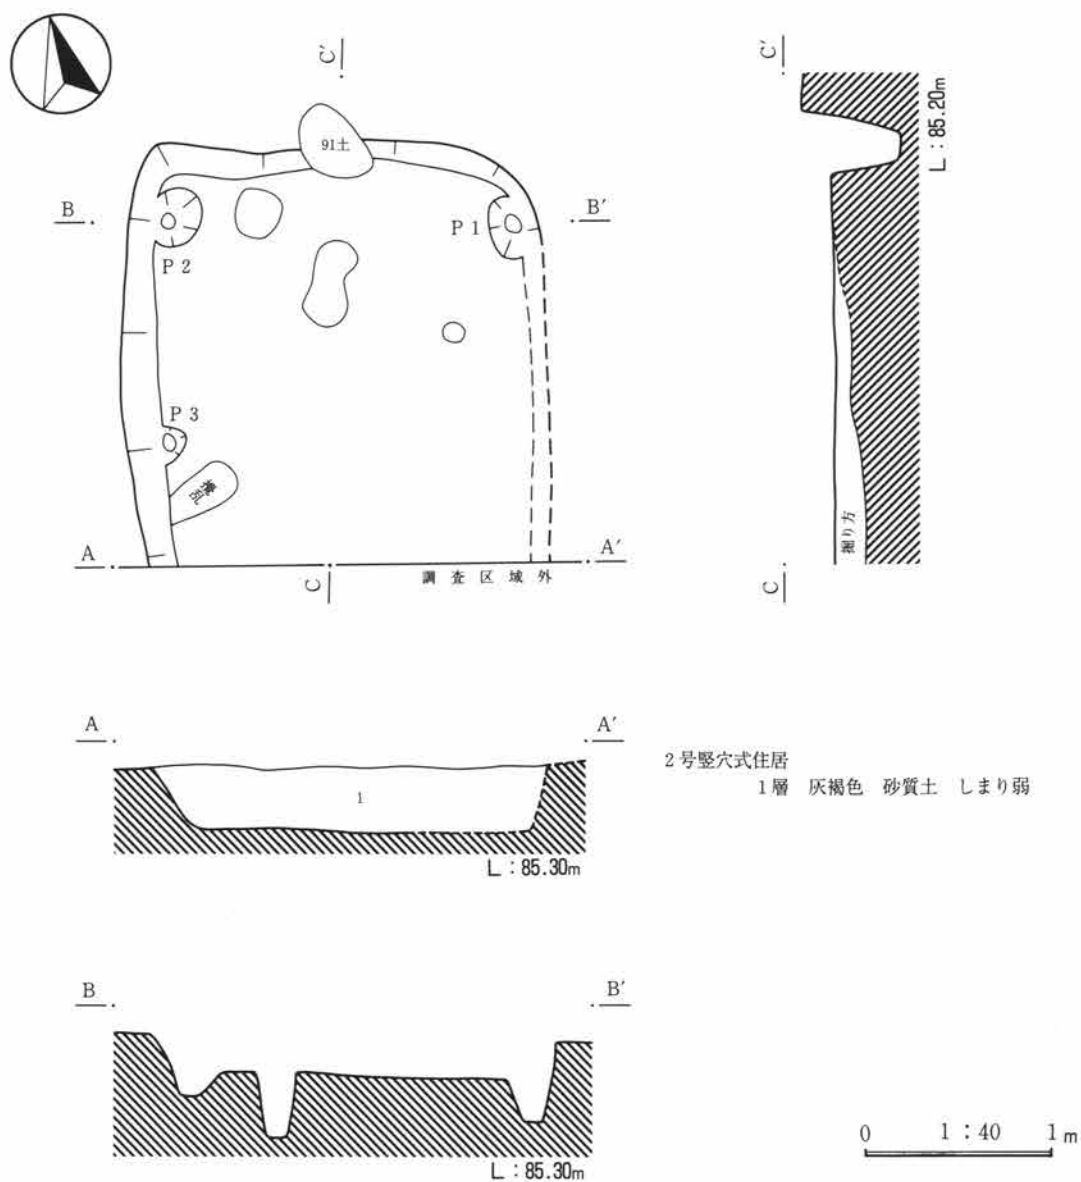 C'
C'
L：85.20m
91土
B
B'
P 1
P 2
P 3
攪乱
掘り方
A
A'
C
調査区域外
C
A
A'
1
L：85.30m
2号竪穴式住居
1層　灰褐色　砂質土　しまり弱
B
B'
L：85.30m
0　1：40　1 m